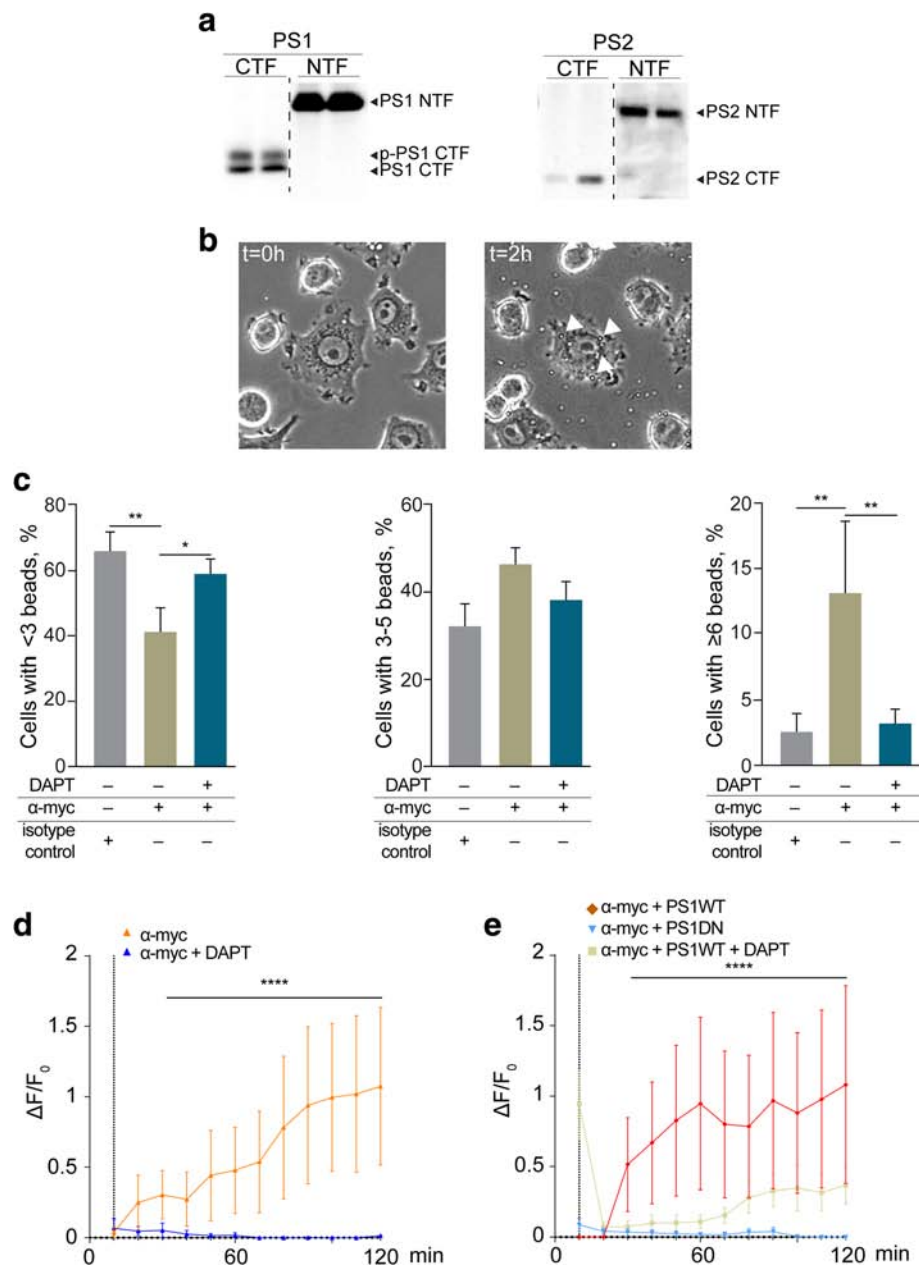 a
PS1
CTF NTF
PS1 NTF
p-PS1 CTF
PS1 CTF
PS2
CTF NTF
PS2 NTF
PS2 CTF
b
t=0h
t=2h
c
Cells with <3 beads, %
80
60
40
20
0
** *
DAPT – – +
α-myc – + +
isotype control + – –
Cells with 3-5 beads, %
60
40
20
0
DAPT – – +
α-myc – + +
isotype control + – –
Cells with ≥6 beads, %
20
15
10
5
0
** **
DAPT – – +
α-myc – + +
isotype control + – –
d
α-myc
α-myc + DAPT
****
ΔF/F0
2
1.5
1
0.5
0
0 60 120 min
e
α-myc + PS1WT
α-myc + PS1DN
α-myc + PS1WT + DAPT
****
ΔF/F0
2
1.5
1
0.5
0
0 60 120 min